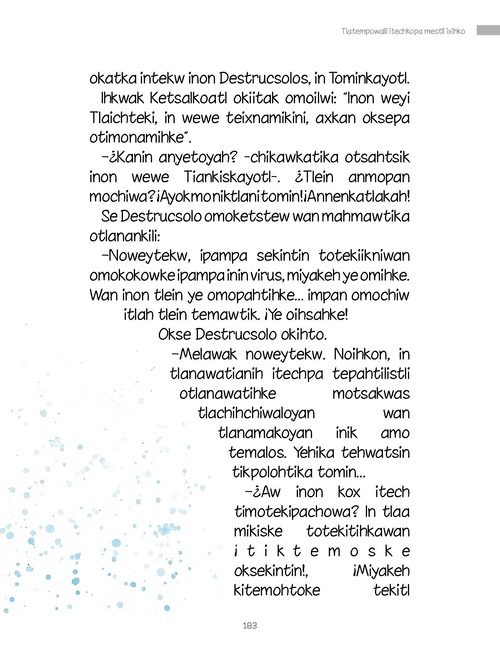 Tlatempowalli itechkopa mestli ixihko
okatka intekw inon Destrucsolos, in Tominkayotl.
Ihkwak Ketsalkoatl okiitak omoilwi: “Inon weyi
Tlaichteki, in wewe teixnamikini, axkan oksepa
otimonamihke”.
–¿Kanin anyetoyah? -chikawkatika otsahtsik
inon wewe Tiankiskayotl-. ¿Tlein anmopan
mochiwa? ¡Ayokmo niktlani tomin! ¡Annenkatlakah!
Se Destrucsolo omoketstew wan mahmawtika
otlanankili:
–Noweytekw, ipampa sekintin totekiikniwan
omokokowke ipampa inin virus, miyakeh ye omihke.
Wan inon tlein ye omopahtihke... impan omochiw
itlah tlein temawtik. ¡Ye oihsahke!
Okse Destrucsolo okihto.
–Melawak noweytekw. Noihkon, in
tlanawatianih itechpa tepahtilistli
otlanawatihke motsakwas
tlachihchiwaloyan wan
tlanamakoyan inik amo
temalos. Yehika tehwatsin
tikpolohtika tomin...
–¿Aw inon kox itech
timotekipachowa? In tlaa
mikiske totekitihkawan
¡tiktemoske
oksekintin!, ¡Miyakeh
kitemohtoke tekitl
183